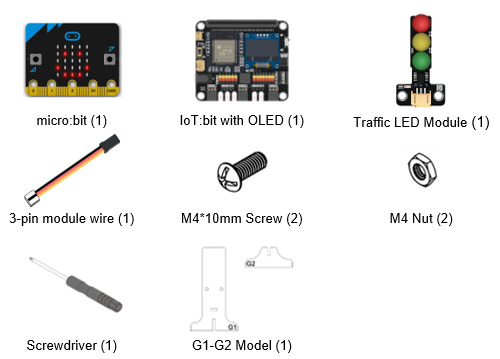 micro:bit (1)
IoT:bit with OLED (1)
Traffic LED Module (1)
3-pin module wire (1)
M4*10mm Screw (2)
M4 Nut (2)
G2
G1
Screwdriver (1)
G1-G2 Model (1)